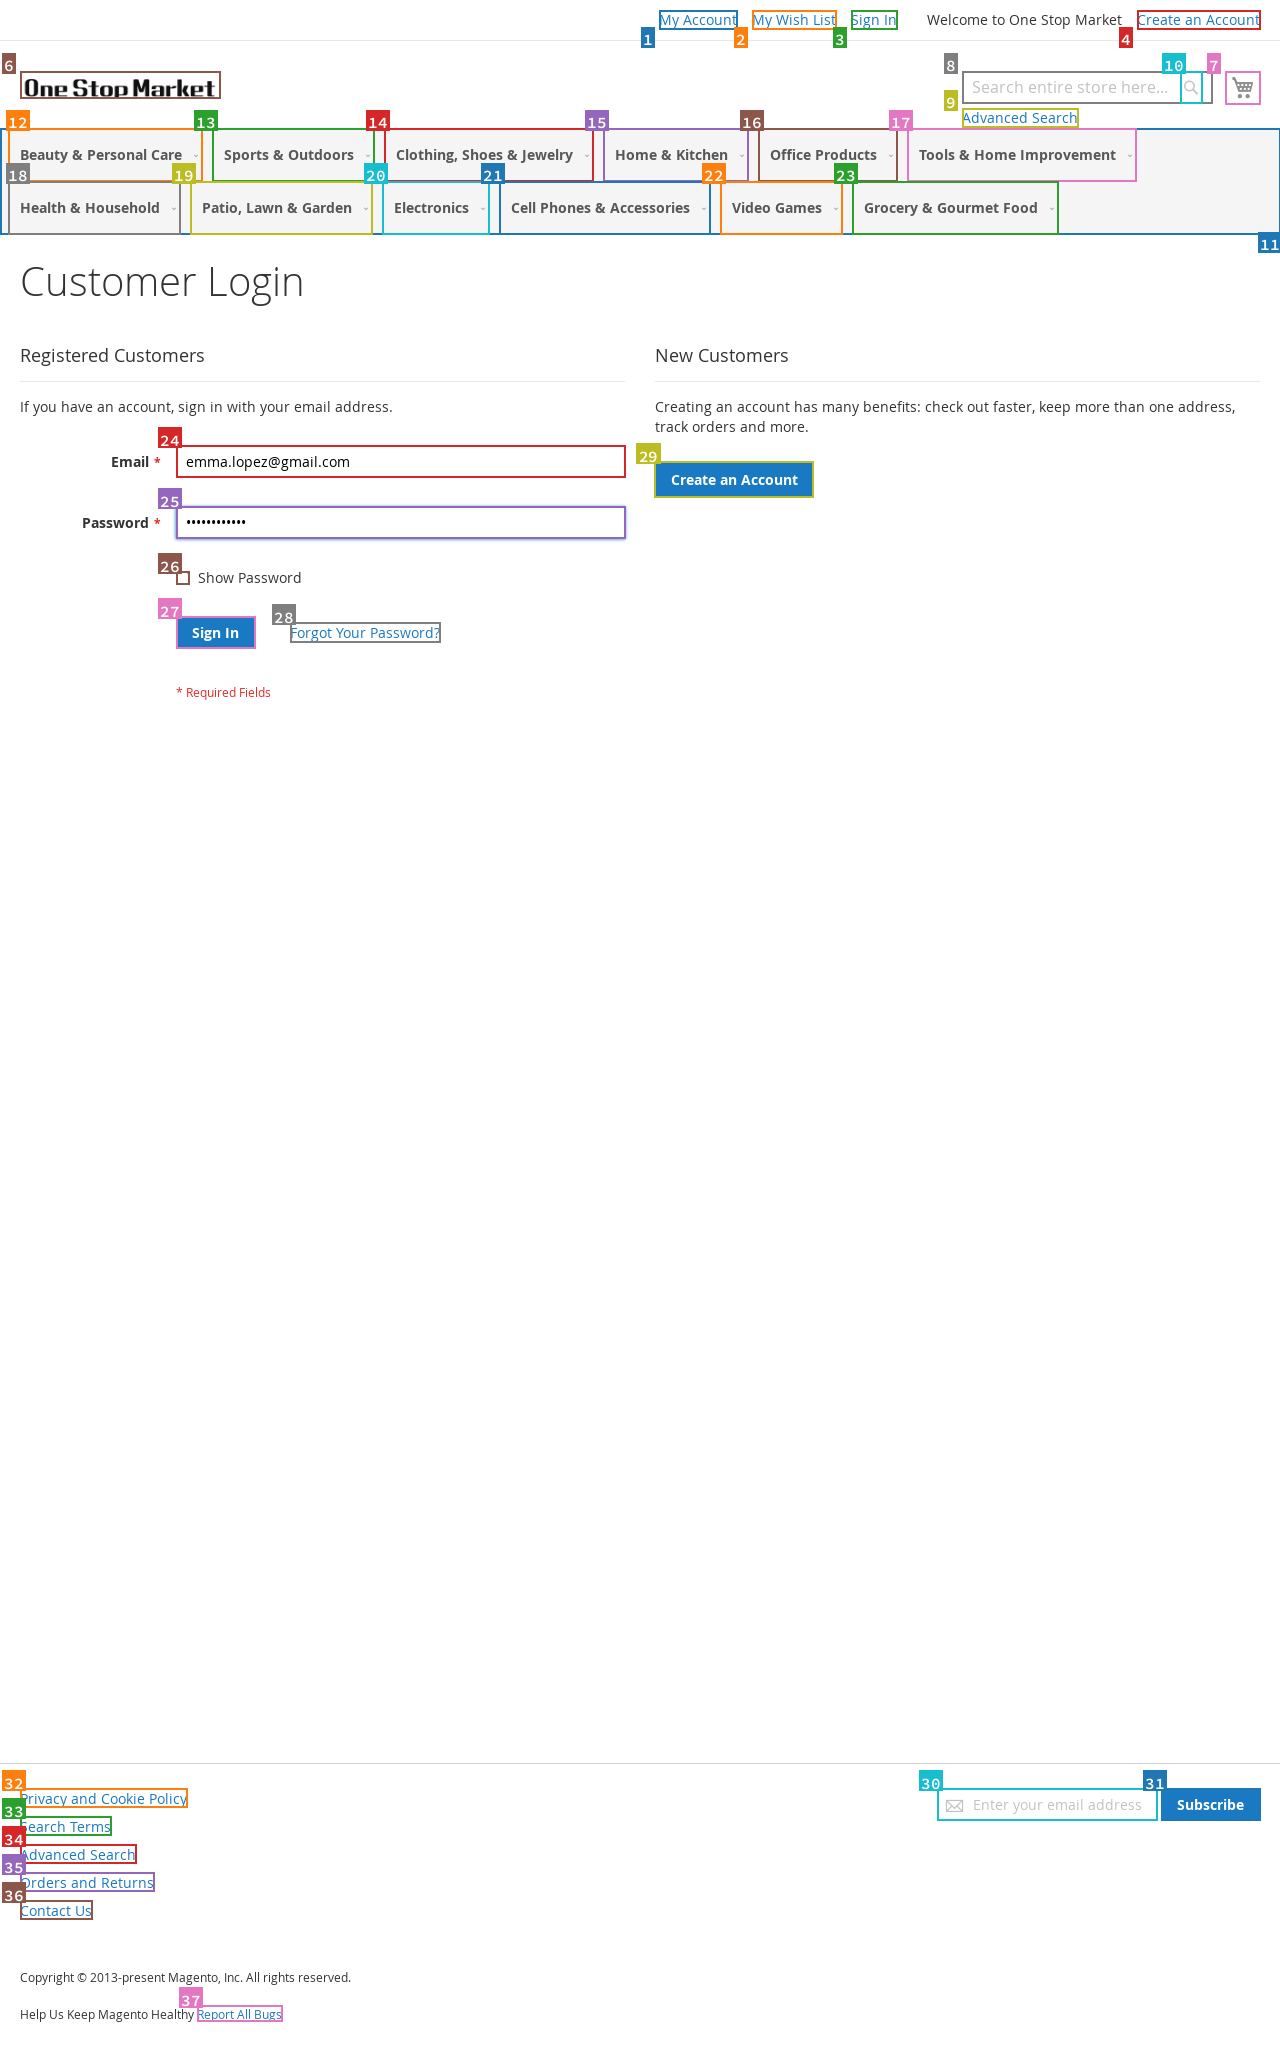 My Account My Wish List Sign In Welcome to One Stop Market Create an Account
1 2 3 4
6 8 10 7
One Stop Market Search entire store here...
9
Advanced Search
12 13 14 15 16 17
Beauty & Personal Care Sports & Outdoors Clothing, Shoes & Jewelry Home & Kitchen Office Products Tools & Home Improvement
18 19 20 21 22 23
Health & Household Patio, Lawn & Garden Electronics Cell Phones & Accessories Video Games Grocery & Gourmet Food
11
Customer Login
Registered Customers
If you have an account, sign in with your email address.
24
Email * emma.lopez@gmail.com
25
Password * ••••••••••••
26
Show Password
27 28
Sign In Forgot Your Password?
* Required Fields
New Customers
Creating an account has many benefits: check out faster, keep more than one address,
track orders and more.
29
Create an Account
32
Privacy and Cookie Policy
33
Search Terms
34
Advanced Search
35
Orders and Returns
36
Contact Us
30 31
Enter your email address Subscribe
Copyright © 2013-present Magento, Inc. All rights reserved.
37
Help Us Keep Magento Healthy Report All Bugs